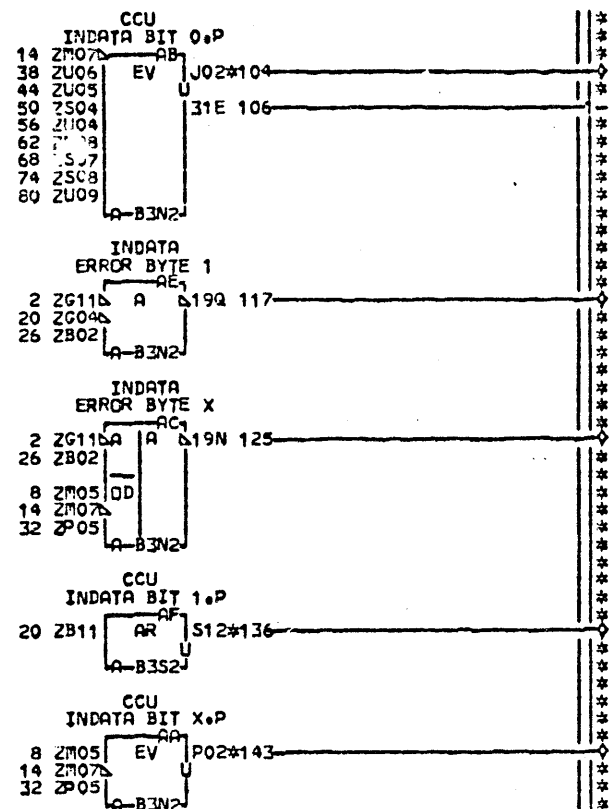 CCU
INDATA BIT 0.P
14 ZM07 AB
38 ZU06 EV J02*104
44 ZU05 U
50 ZS04 31E 106
56 ZU04
62
68
74 ZSC8
80 ZU09
A-B3N2
INDATA
ERROR BYTE 1
AE
2 ZG11 A 19Q 117
20 ZG04
26 ZB02
A-B3N2
INDATA
ERROR BYTE X
AC
2 ZG11 A A 19N 125
26 ZB02
8 ZM05 OD
14 ZM07
32 ZP05
A-B3N2
CCU
INDATA BIT 1.P
AF
20 ZB11 AR S12*136
U
A-B3S2
CCU
INDATA BIT X.P
AA
8 ZM05 EV P02*143
14 ZM07 U
32 ZP05
A-B3N2